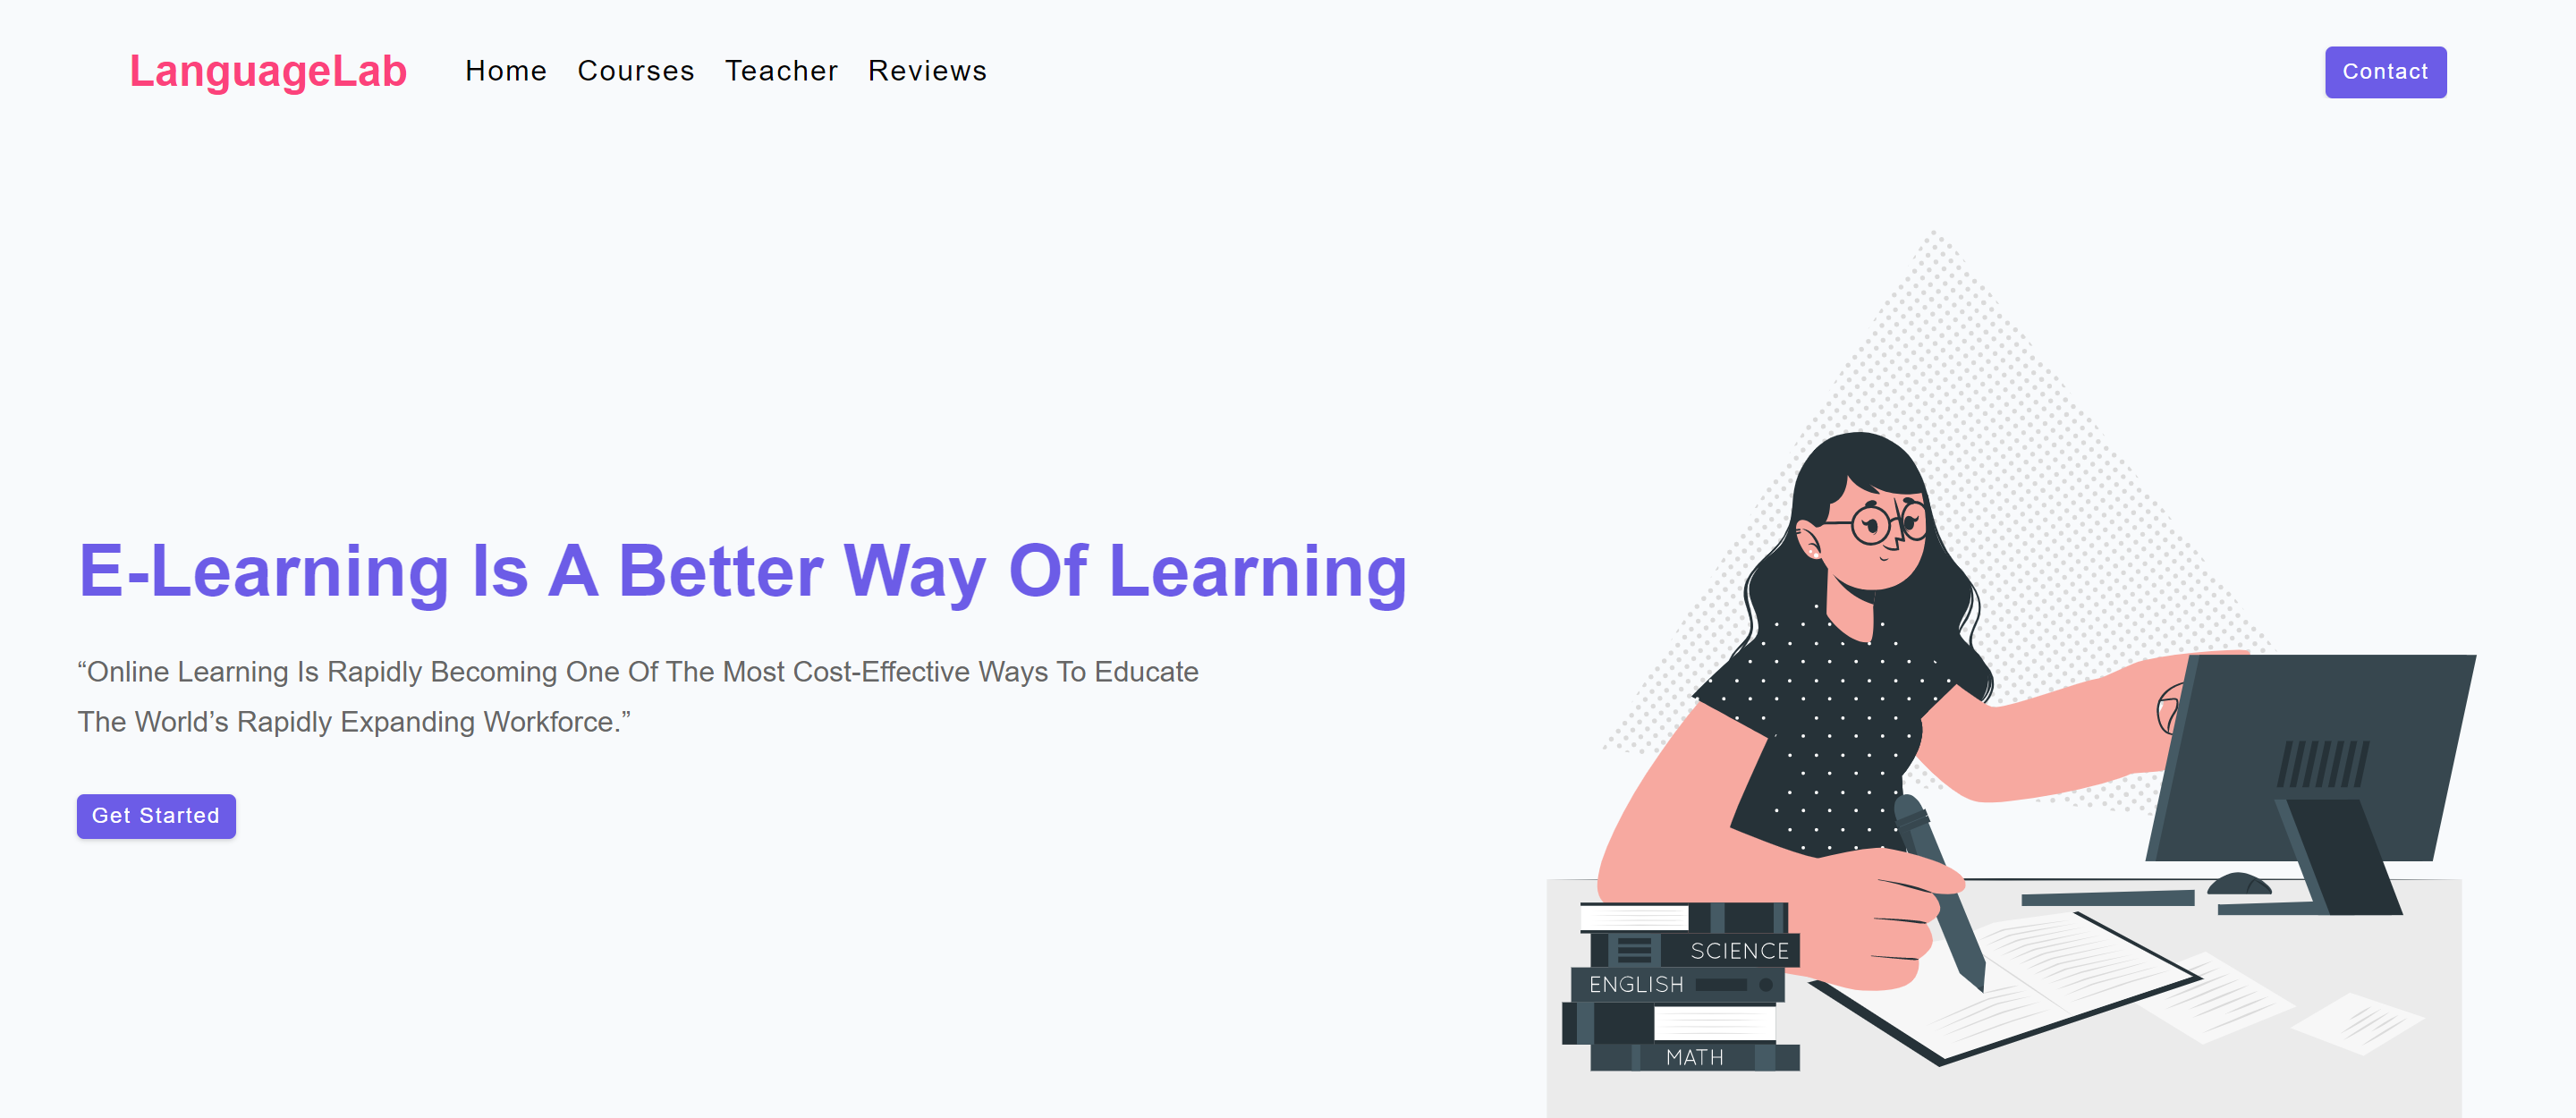 LanguageLab Home Courses Teacher Reviews Contact
E-Learning Is A Better Way Of Learning
“Online Learning Is Rapidly Becoming One Of The Most Cost-Effective Ways To Educate
The World’s Rapidly Expanding Workforce.”
Get Started
SCIENCE
ENGLISH
MATH